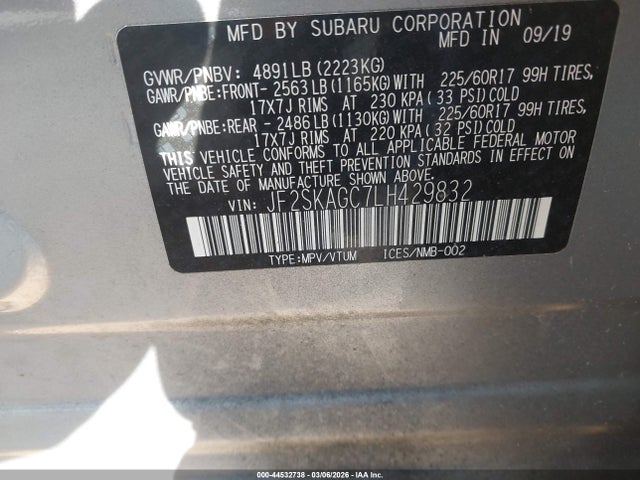 MFD BY SUBARU CORPORATION
MFD IN 09/19
GVWR/PNBV: 4891LB(2223KG)
GAWR/PNBE:FRONT- 2563LB(1165KG)WITH 225/60R17 99H TIRES,
17X7J RIMS AT 230 KPA(33 PSI)COLD
GAWR/PNBE:REAR - 2486LB(1130KG)WITH 225/60R17 99H TIRES,
17X7J RIMS AT 220 KPA(32 PSI)COLD
THIS VEHICLE CONFORMS TO ALL APPLICABLE FEDERAL MOTOR
VEHICLE SAFETY AND THEFT PREVENTION STANDARDS IN EFFECT
ON THE DATE OF MANUFACTURE SHOWN ABOVE.
VIN: JF2SKAGC7LH429832
TYPE:MPV/VTUM ICES/NMB-002
000-44532738 - 03/06/2026 - IAA Inc.